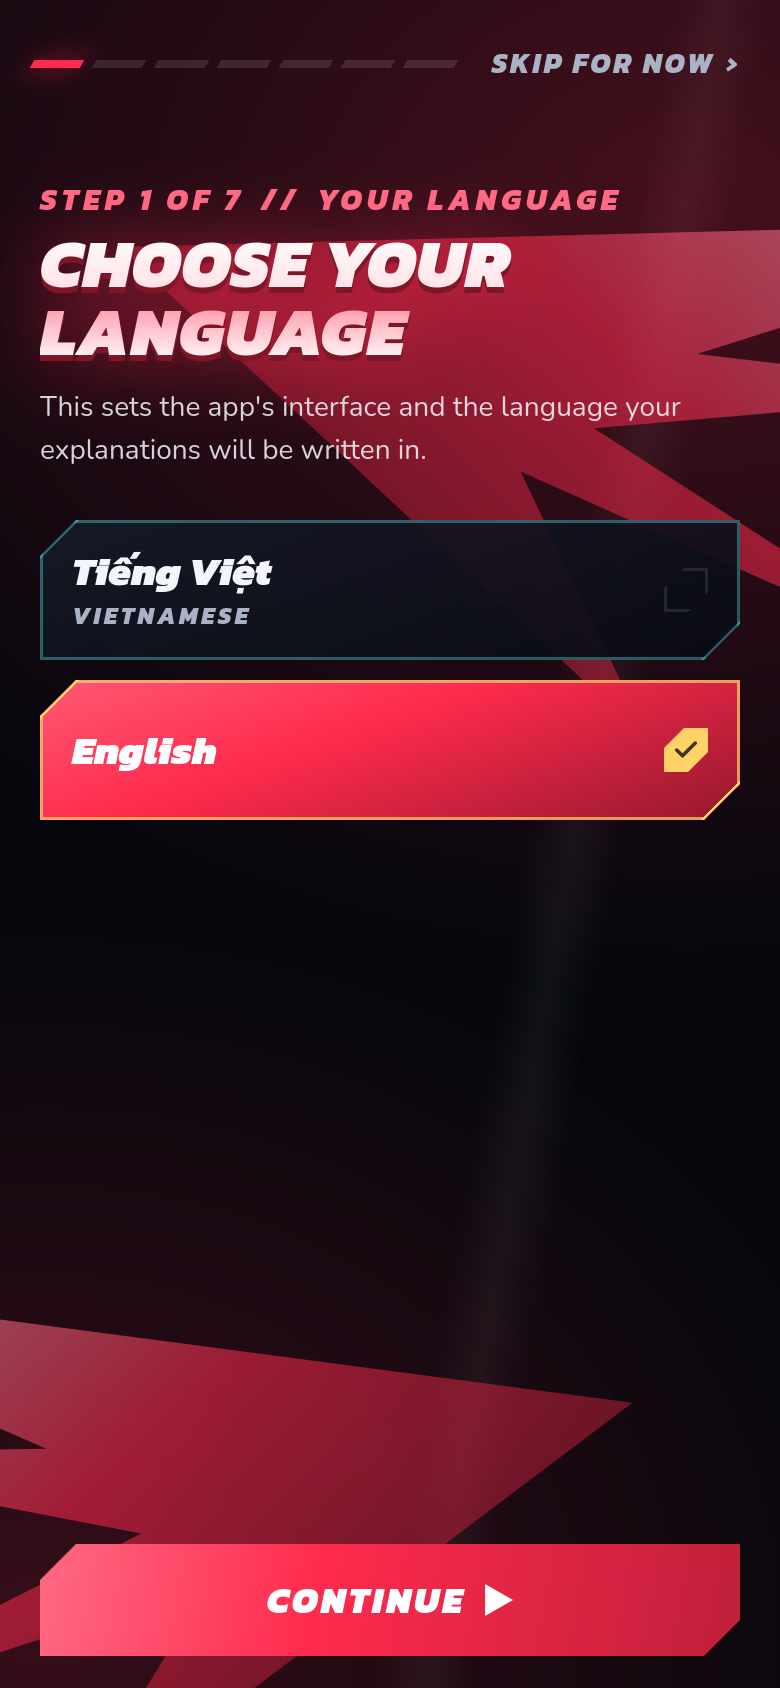 SKIP FOR NOW >
STEP 1 OF 7 // YOUR LANGUAGE
CHOOSE YOUR
LANGUAGE
This sets the app's interface and the language your
explanations will be written in.
Tiếng Việt
VIETNAMESE
English
CONTINUE